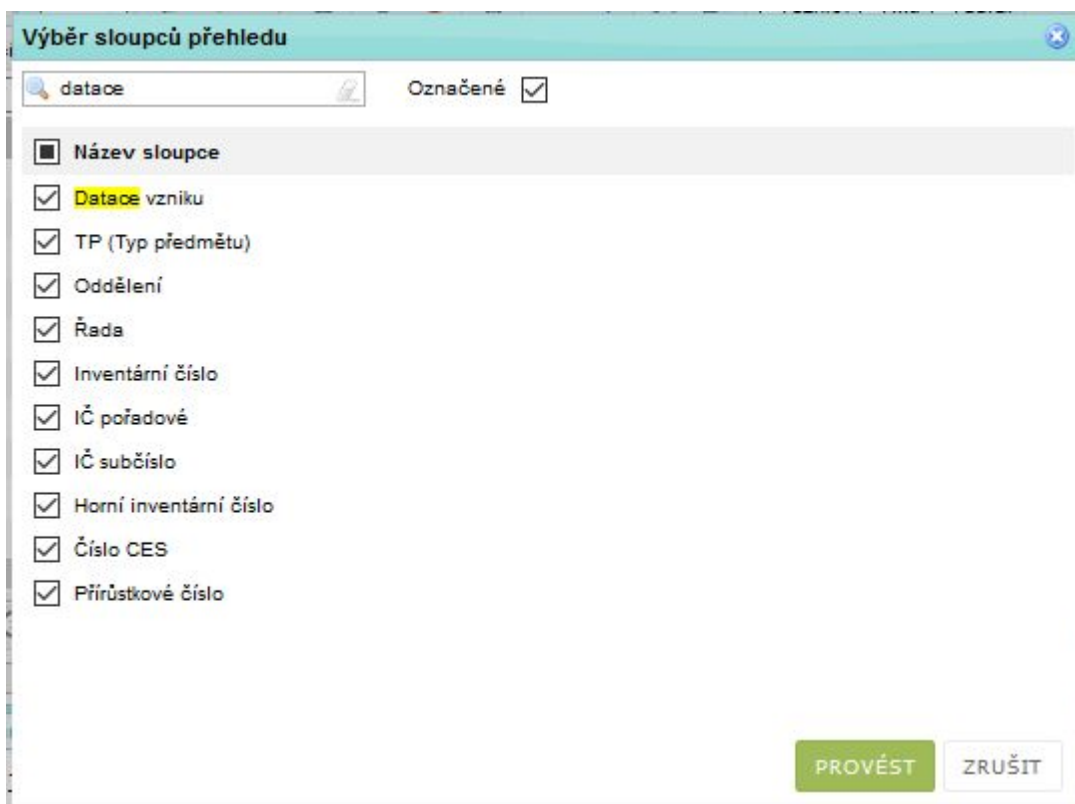 Výběr sloupců přehledu
datace
Označené
Název sloupce
Datace vzniku
TP (Typ předmětu)
Oddělení
Řada
Inventární číslo
IČ pořadové
IČ subčíslo
Horní inventární číslo
Číslo CES
Přírůstkové číslo
PROVÉST
ZRUŠIT